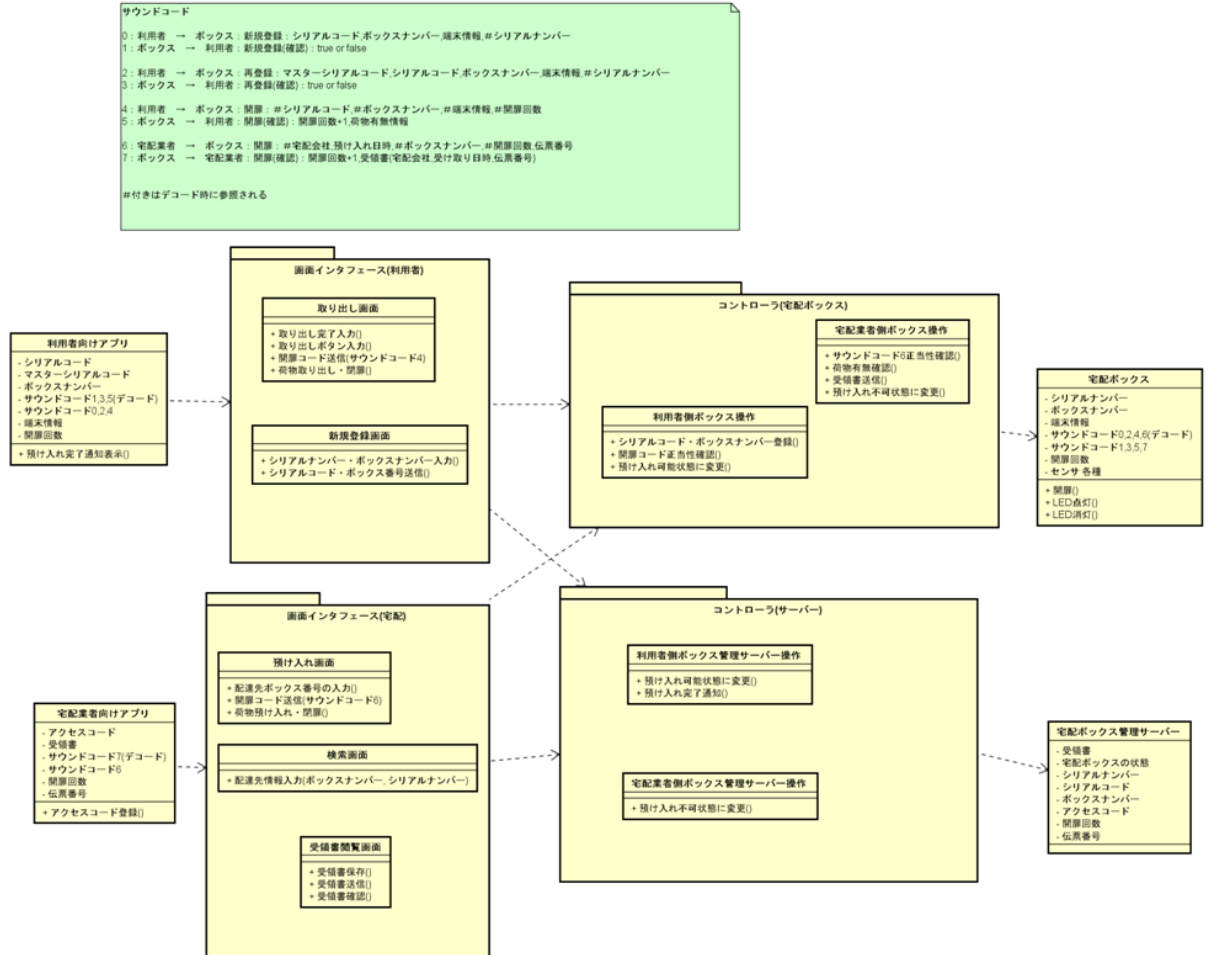 サウンドコード
0：利用者 → ボックス：新規登録：シリアルコード,ボックスナンバー,端末情報,＃シリアルナンバー
1：ボックス → 利用者：新規登録(確認)：true or false
2：利用者 → ボックス：再登録：マスターシリアルコード,シリアルコード,ボックスナンバー,端末情報,＃シリアルナンバー
3：ボックス → 利用者：再登録(確認)：true or false
4：利用者 → ボックス：開扉：＃シリアルコード,＃ボックスナンバー,＃端末情報,＃開扉回数
5：ボックス → 利用者：開扉(確認)：開扉回数+1,荷物有無情報
6：宅配業者 → ボックス：開扉：＃宅配会社,預け入れ日時,＃ボックスナンバー,＃開扉回数,伝票番号
7：ボックス → 宅配業者：開扉(確認)：開扉回数+1,受領書(宅配会社,受け取り日時,伝票番号)
＃付きはデコード時に参照される
利用者向けアプリ
- シリアルコード
- マスターシリアルコード
- ボックスナンバー
- サウンドコード1,3,5(デコード)
- サウンドコード0,2,4
- 端末情報
- 開扉回数
+ 預け入れ完了通知表示()
画面インタフェース(利用者)
取り出し画面
+ 取り出し完了入力()
+ 取り出しボタン入力()
+ 開扉コード送信(サウンドコード4)
+ 荷物取り出し・閉扉()
新規登録画面
+ シリアルナンバー・ボックスナンバー入力()
+ シリアルコード・ボックス番号送信()
コントローラ(宅配ボックス)
宅配業者側ボックス操作
+ サウンドコード6正当性確認()
+ 荷物有無確認()
+ 受領書送信()
+ 預け入れ不可状態に変更()
利用者側ボックス操作
+ シリアルコード・ボックスナンバー登録()
+ 開扉コード正当性確認()
+ 預け入れ可能状態に変更()
宅配ボックス
- シリアルナンバー
- ボックスナンバー
- 端末情報
- サウンドコード0,2,4,6(デコード)
- サウンドコード1,3,5,7
- 開扉回数
- センサ 各種
+ 開扉()
+ LED点灯()
+ LED消灯()
宅配業者向けアプリ
- アクセスコード
- 受領書
- サウンドコード7(デコード)
- サウンドコード6
- 開扉回数
- 伝票番号
+ アクセスコード登録()
画面インタフェース(宅配)
預け入れ画面
+ 配達先ボックス番号の入力()
+ 開扉コード送信(サウンドコード6)
+ 荷物預け入れ・閉扉()
検索画面
+ 配達先情報入力(ボックスナンバー, シリアルナンバー)
受領書閲覧画面
+ 受領書保存()
+ 受領書送信()
+ 受領書確認()
コントローラ(サーバー)
利用者側ボックス管理サーバー操作
+ 預け入れ可能状態に変更()
+ 預け入れ完了通知()
宅配業者側ボックス管理サーバー操作
+ 預け入れ不可状態に変更()
宅配ボックス管理サーバー
- 受領書
- 宅配ボックスの状態
- シリアルナンバー
- シリアルコード
- ボックスナンバー
- アクセスコード
- 開扉回数
- 伝票番号